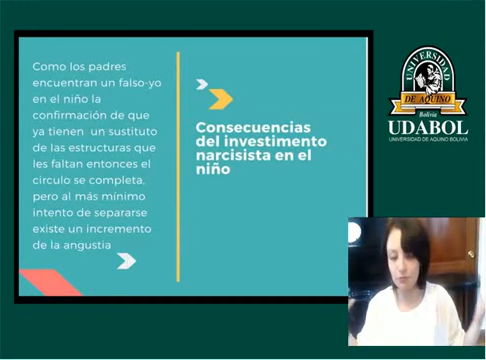 Como los padres
encuentran un falso-yo
en el niño la
confirmación de que
ya tienen un sustituto
de las estructuras que
les faltan entonces el
circulo se completa,
pero al más mínimo
intento de separarse
existe un incremento
de la angustia
Consecuencias
del investimento
narcisista en el
niño
UNIVERSIDAD
DE AQUINO
Bolivia
UDABOL
UNIVERSIDAD DE AQUINO BOLIVIA